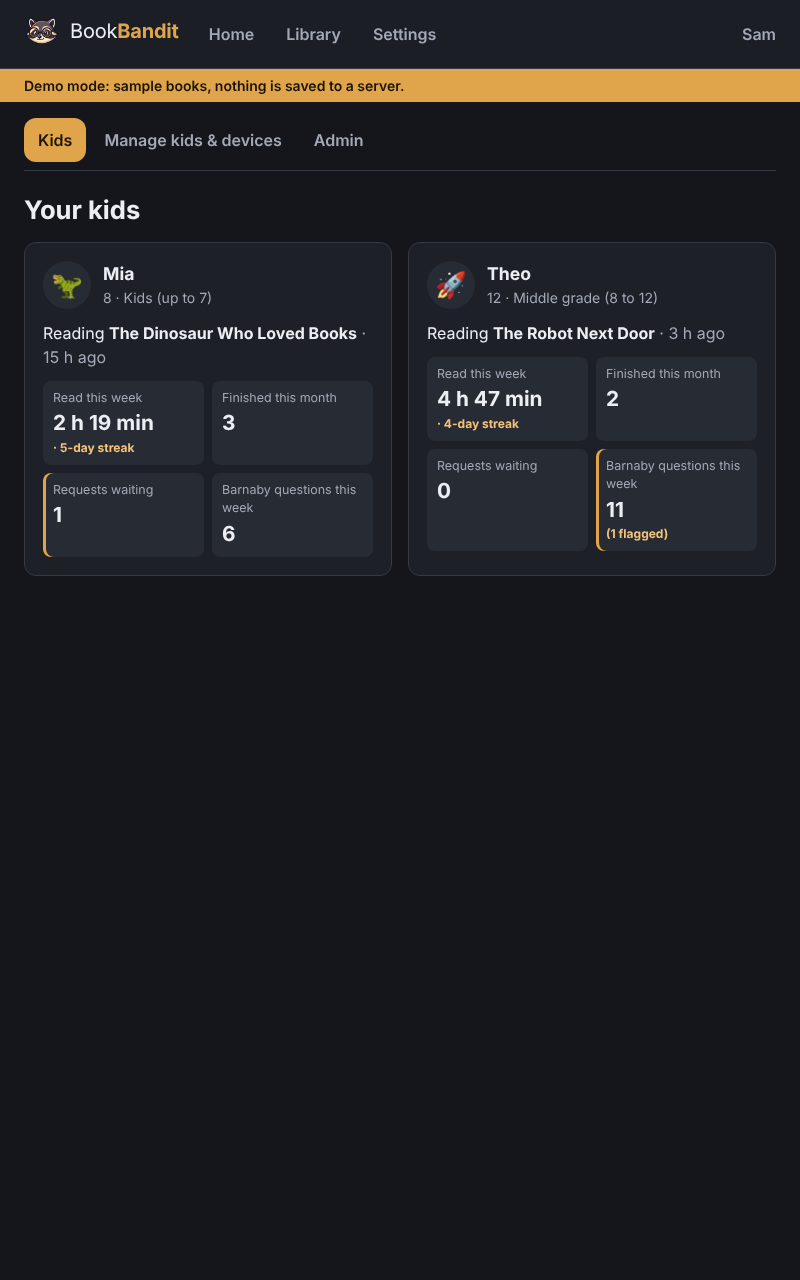 BookBandit Home Library Settings Sam
Demo mode: sample books, nothing is saved to a server.
Kids Manage kids & devices Admin
Your kids
Mia
8 · Kids (up to 7)
Reading The Dinosaur Who Loved Books ·
15 h ago
Read this week
2 h 19 min
· 5-day streak
Finished this month
3
Requests waiting
1
Barnaby questions this
week
6
Theo
12 · Middle grade (8 to 12)
Reading The Robot Next Door · 3 h ago
Read this week
4 h 47 min
· 4-day streak
Finished this month
2
Requests waiting
0
Barnaby questions this
week
11
(1 flagged)